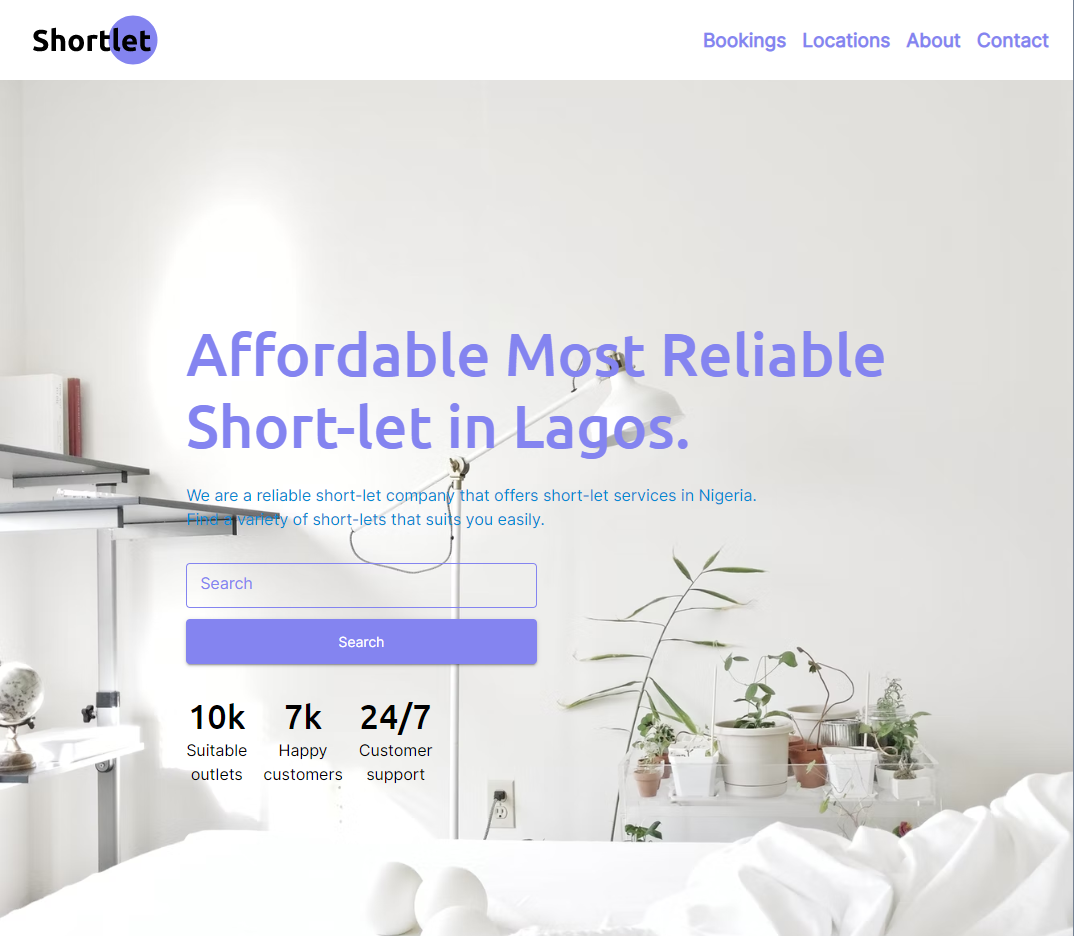 Shortlet
Bookings Locations About Contact
Affordable Most Reliable
Short-let in Lagos.
We are a reliable short-let company that offers short-let services in Nigeria.
Find a variety of short-lets that suits you easily.
Search
Search
10k 7k 24/7
Suitable Happy Customer
outlets customers support